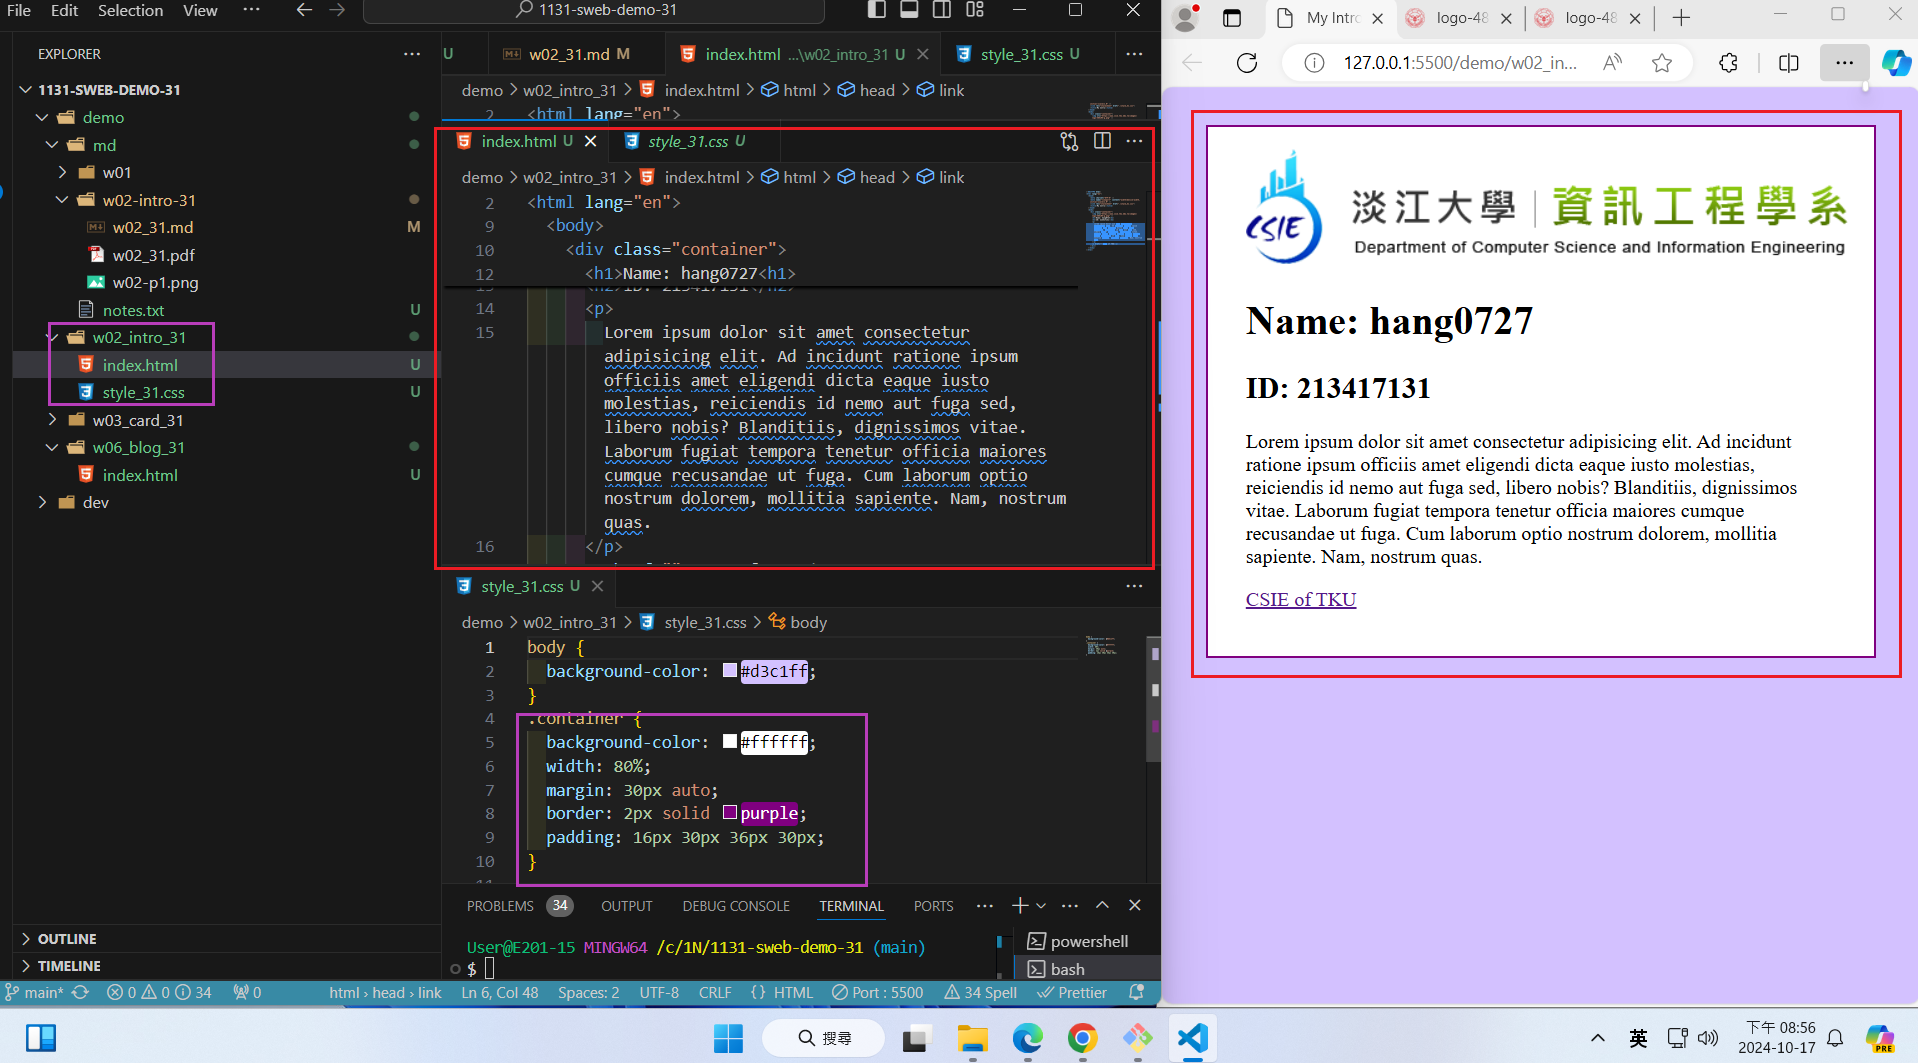 File Edit Selection View ··· 1131-sweb-demo-31
EXPLORER ···
1131-SWEB-DEMO-31
demo
md
w01
w02-intro-31
w02_31.md M
w02_31.pdf
w02-p1.png
notes.txt U
w02_intro_31
index.html U
style_31.css U
w03_card_31
w06_blog_31
index.html U
dev
OUTLINE
TIMELINE
U w02_31.md M index.html ...\w02_intro_31 U style_31.css U ···
demo > w02_intro_31 > index.html > html > head > link
2 <html lang="en">
index.html U style_31.css U ···
demo > w02_intro_31 > index.html > html > head > link
2 <html lang="en">
9 <body>
10 <div class="container">
12 <h1>Name: hang0727<h1>
13 <h2>ID: 213417131</h2>
14 <p>
15 Lorem ipsum dolor sit amet consectetur
adipisicing elit. Ad incidunt ratione ipsum
officiis amet eligendi dicta eaque iusto
molestias, reiciendis id nemo aut fuga sed,
libero nobis? Blanditiis, dignissimos vitae.
Laborum fugiat tempora tenetur officia maiores
cumque recusandae ut fuga. Cum laborum optio
nostrum dolorem, mollitia sapiente. Nam, nostrum
quas.
16 </p>
style_31.css U ···
demo > w02_intro_31 > style_31.css > body
1 body {
2 background-color: #d3c1ff;
3 }
4 .container {
5 background-color: #ffffff;
6 width: 80%;
7 margin: 30px auto;
8 border: 2px solid purple;
9 padding: 16px 30px 36px 30px;
10 }
PROBLEMS 34 OUTPUT DEBUG CONSOLE TERMINAL PORTS ···
User@E201-15 MINGW64 /c/1N/1131-sweb-demo-31 (main)
$
powershell
bash
main* 0 0 34 0 html › head › link Ln 6, Col 48 Spaces: 2 UTF-8 CRLF {} HTML Port : 5500 34 Spell Prettier
My Intro logo-48 logo-48
127.0.0.1:5500/demo/w02_in...
CSIE
淡江大學 | 資訊工程學系
Department of Computer Science and Information Engineering
Name: hang0727
ID: 213417131
Lorem ipsum dolor sit amet consectetur adipisicing elit. Ad incidunt
ratione ipsum officiis amet eligendi dicta eaque iusto molestias,
reiciendis id nemo aut fuga sed, libero nobis? Blanditiis, dignissimos
vitae. Laborum fugiat tempora tenetur officia maiores cumque
recusandae ut fuga. Cum laborum optio nostrum dolorem, mollitia
sapiente. Nam, nostrum quas.
CSIE of TKU
搜尋
英
下午 08:56
2024-10-17
PRE